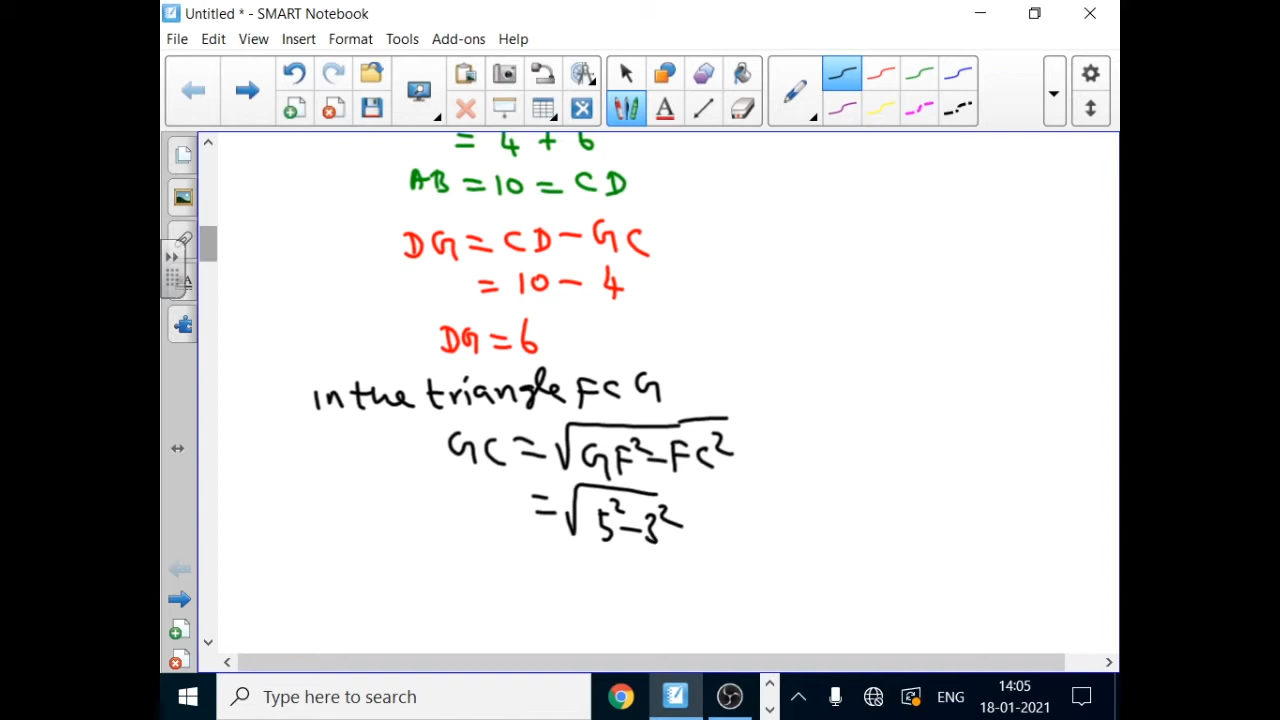 Untitled * - SMART Notebook
File Edit View Insert Format Tools Add-ons Help
= 4 + 6
AB = 10 = CD
DG = CD - GC
= 10 - 4
DG = 6
In the triangle FCG
GC = √GF² - FC²
= √5² - 3²
Type here to search
ENG
14:05
18-01-2021